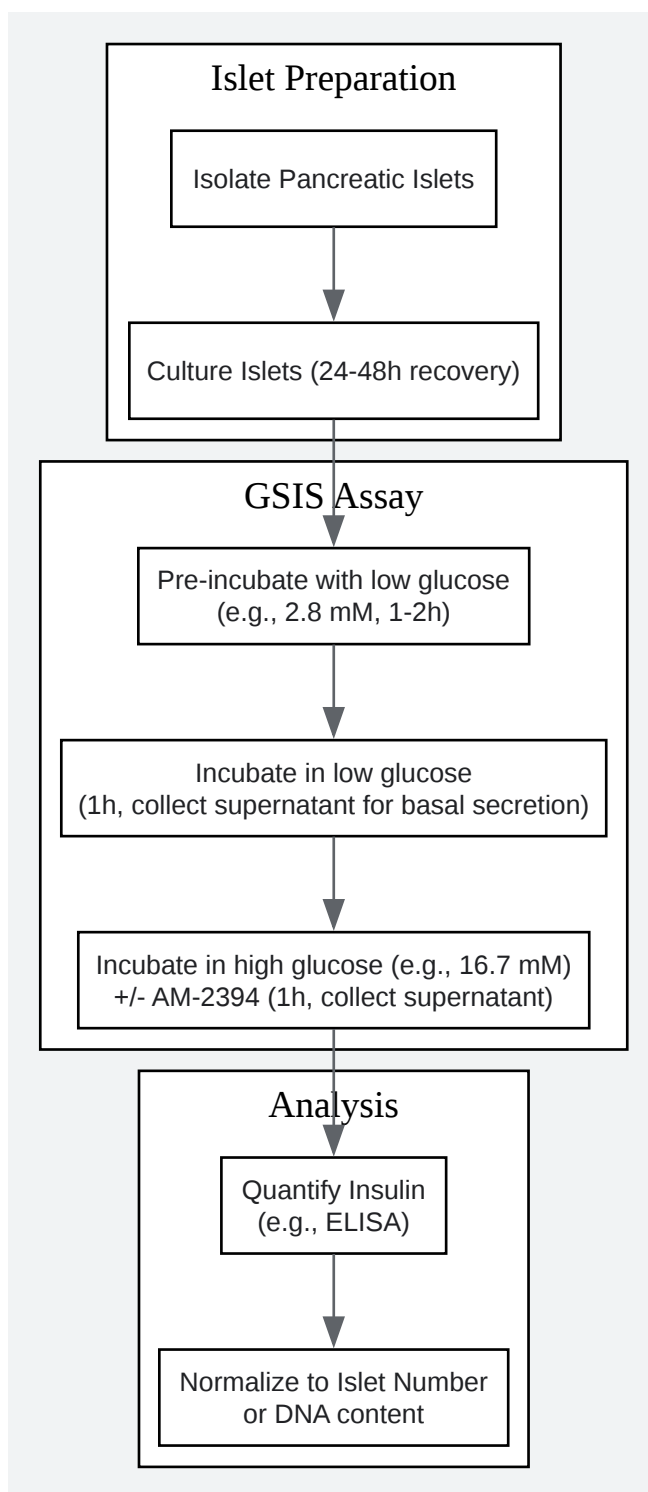 Islet Preparation
Isolate Pancreatic Islets
Culture Islets (24-48h recovery)
GSIS Assay
Pre-incubate with low glucose
(e.g., 2.8 mM, 1-2h)
Incubate in low glucose
(1h, collect supernatant for basal secretion)
Incubate in high glucose (e.g., 16.7 mM)
+/- AM-2394 (1h, collect supernatant)
Analysis
Quantify Insulin
(e.g., ELISA)
Normalize to Islet Number
or DNA content